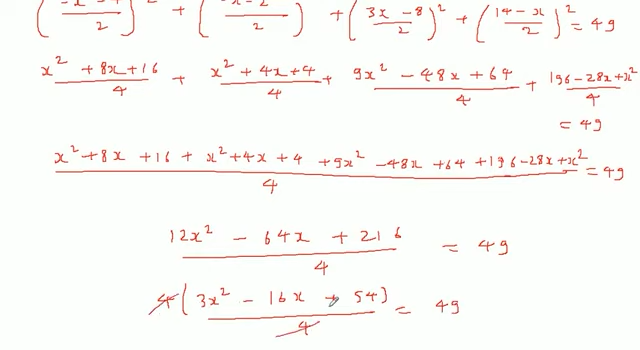 /2)² + (/2)² + (3x - 8/2)² + (14 - x/2)² = 49
x² + 8x + 16/4 + x² + 4x + 4/4 + 9x² - 48x + 64/4 + 196 - 28x + x²/4
= 49
x² + 8x + 16 + x² + 4x + 4 + 9x² - 48x + 64 + 196 - 28x + x²/4 = 49
12x² - 64x + 216/4 = 49
4(3x² - 16x + 54)/4 = 49